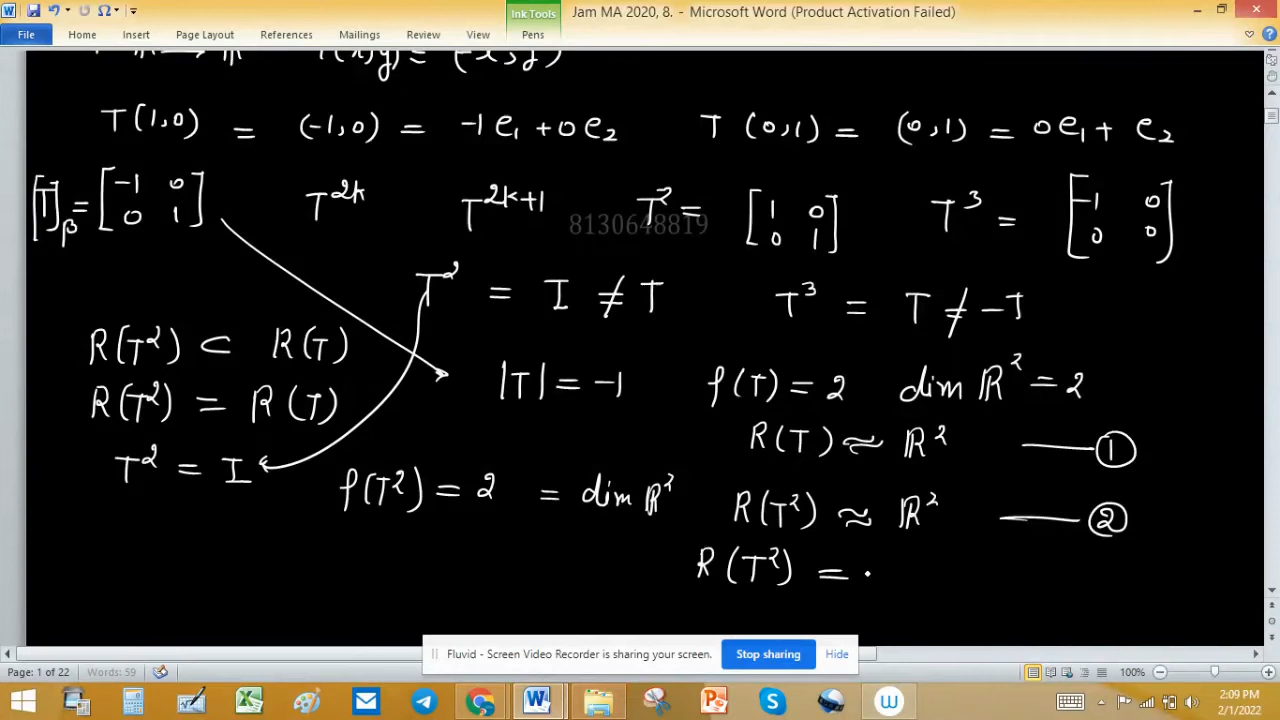 Ink Tools
Jam MA 2020, 8. - Microsoft Word (Product Activation Failed)
File Home Insert Page Layout References Mailings Review View Pens
T(1,0) = (-1,0) = -1e₁ + 0e₂ T(0,1) = (0,1) = 0e₁ + e₂
[T]β = [-1 0; 0 1] T²ᵏ T²ᵏ⁺¹ T² = [1 0; 0 1] T³ = [-1 0; 0 0]
8130648819
T² = I ≠ T T³ = T ≠ -T
R(T²) ⊂ R(T)
|T| = -1 ρ(T) = 2 dim ℝ² = 2
R(T²) = R(T)
R(T) ≈ ℝ² —— ①
T² = I
ρ(T²) = 2 = dim ℝ²
R(T²) ≈ ℝ² —— ②
R(T²) =
Fluvid - Screen Video Recorder is sharing your screen. Stop sharing Hide
Page: 1 of 22 Words: 59 100%
2:09 PM
2/1/2022